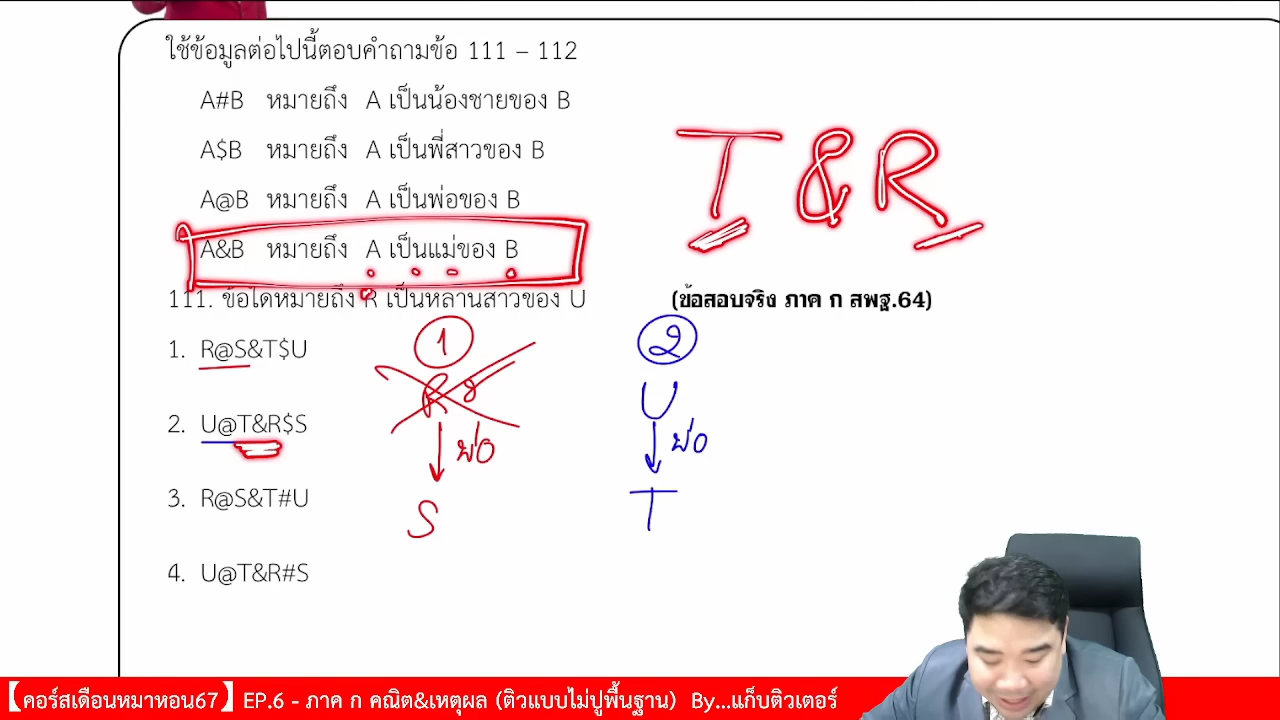 ใช้ข้อมูลต่อไปนี้ตอบคำถามข้อ 111 – 112
A#B หมายถึง A เป็นน้องชายของ B
A$B หมายถึง A เป็นพี่สาวของ B
A@B หมายถึง A เป็นพ่อของ B
A&B หมายถึง A เป็นแม่ของ B
T & R
111. ข้อใดหมายถึง R เป็นหลานสาวของ U (ข้อสอบจริง ภาค ก สพฐ.64)
1. R@S&T$U
2. U@T&R$S
3. R@S&T#U
4. U@T&R#S
1
R
พ่อ
S
2
U
พ่อ
T
【คอร์สเดือนหมาหอน67】 EP.6 - ภาค ก คณิต&เหตุผล (ติวแบบไม่ปูพื้นฐาน) By...แก็บติวเตอร์